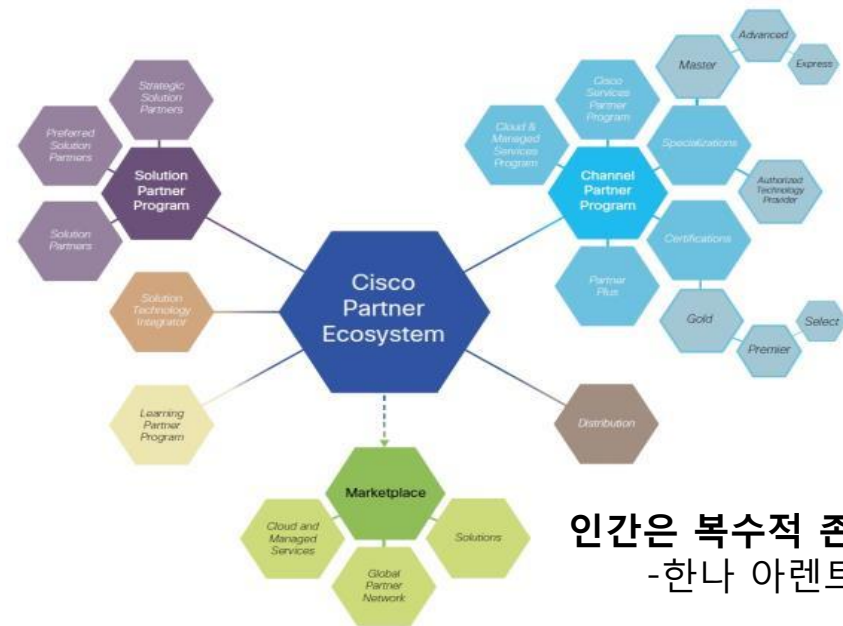 Strategic
Solution
Partners
Preferred
Solution
Partners
Solution
Partner
Program
Solution
Partners
Solution
Technology
Integrator
Learning
Partner
Program
Cisco
Partner
Ecosystem
Advanced
Express
Master
Cisco
Services
Partner
Program
Cloud &
Managed
Services
Program
Specializations
Channel
Partner
Program
Authorized
Technology
Provider
Certifications
Partner
Plus
Gold
Select
Premier
Distribution
Marketplace
Cloud and
Managed
Services
Global
Partner
Network
Solutions
인간은 복수적
-한나 아렌트